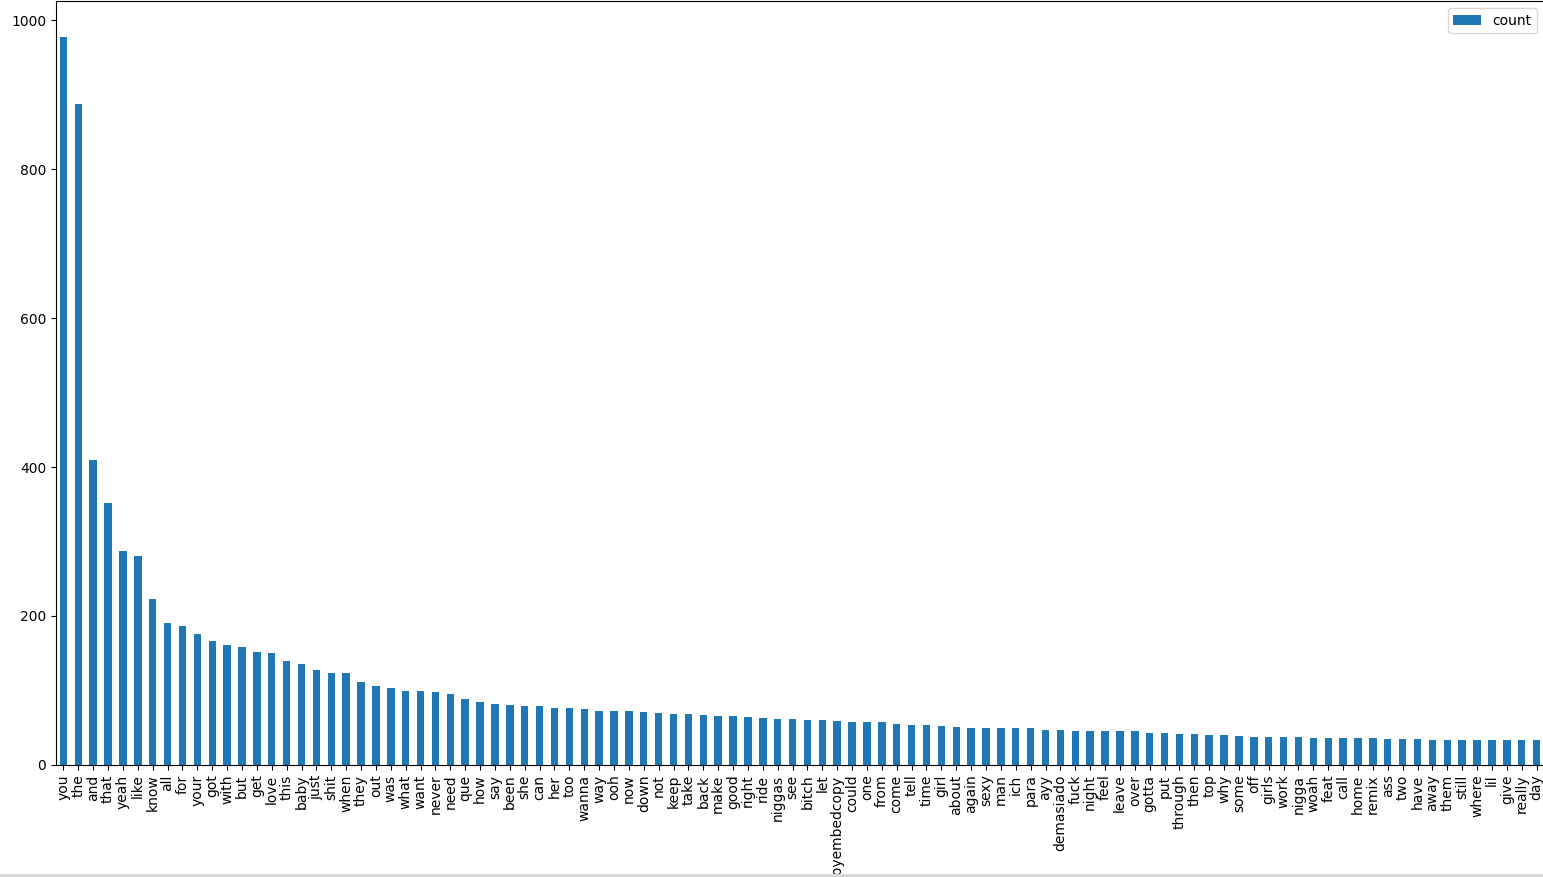 1000
800
600
400
200
0
count
you
the
and
that
yeah
like
know
all
for
your
got
with
but
get
love
this
baby
just
shit
when
they
out
was
what
want
never
need
que
how
say
been
she
can
her
too
wanna
way
ooh
now
down
not
keep
take
back
make
good
right
ride
niggas
see
bitch
let
oyembedcopy
could
one
from
come
tell
time
girl
about
again
sexy
man
ich
para
ayy
demasiado
fuck
night
feel
leave
over
gotta
put
through
then
top
why
some
off
girls
work
nigga
woah
feat
call
home
remix
ass
two
have
away
them
still
where
lil
give
really
day